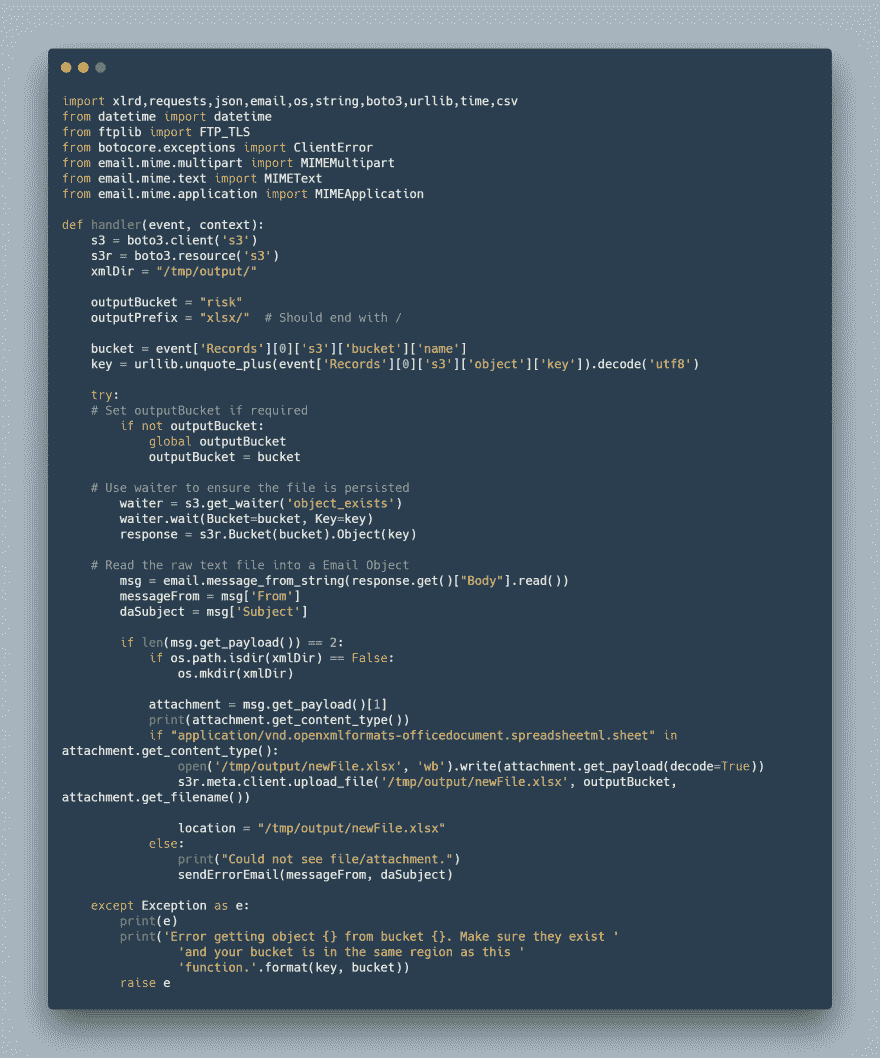 import xlrd,requests,json,email,os,string,boto3,urllib,time,csv
from datetime import datetime
from ftplib import FTP_TLS
from botocore.exceptions import ClientError
from email.mime.multipart import MIMEMultipart
from email.mime.text import MIMEText
from email.mime.application import MIMEApplication

def handler(event, context):
    s3 = boto3.client('s3')
    s3r = boto3.resource('s3')
    xmlDir = "/tmp/output/"

    outputBucket = "risk"
    outputPrefix = "xlsx/"  # Should end with /

    bucket = event['Records'][0]['s3']['bucket']['name']
    key = urllib.unquote_plus(event['Records'][0]['s3']['object']['key']).decode('utf8')

    try:
    # Set outputBucket if required
        if not outputBucket:
            global outputBucket
            outputBucket = bucket

    # Use waiter to ensure the file is persisted
        waiter = s3.get_waiter('object_exists')
        waiter.wait(Bucket=bucket, Key=key)
        response = s3r.Bucket(bucket).Object(key)

    # Read the raw text file into a Email Object
        msg = email.message_from_string(response.get()["Body"].read())
        messageFrom = msg['From']
        daSubject = msg['Subject']

        if len(msg.get_payload()) == 2:
            if os.path.isdir(xmlDir) == False:
                os.mkdir(xmlDir)

            attachment = msg.get_payload()[1]
            print(attachment.get_content_type())
            if "application/vnd.openxmlformats-officedocument.spreadsheetml.sheet" in
attachment.get_content_type():
                open('/tmp/output/newFile.xlsx', 'wb').write(attachment.get_payload(decode=True))
                s3r.meta.client.upload_file('/tmp/output/newFile.xlsx', outputBucket,
attachment.get_filename())

                location = "/tmp/output/newFile.xlsx"
            else:
                print("Could not see file/attachment.")
                sendErrorEmail(messageFrom, daSubject)

    except Exception as e:
        print(e)
        print('Error getting object {} from bucket {}. Make sure they exist '
                'and your bucket is in the same region as this '
                'function.'.format(key, bucket))
        raise e